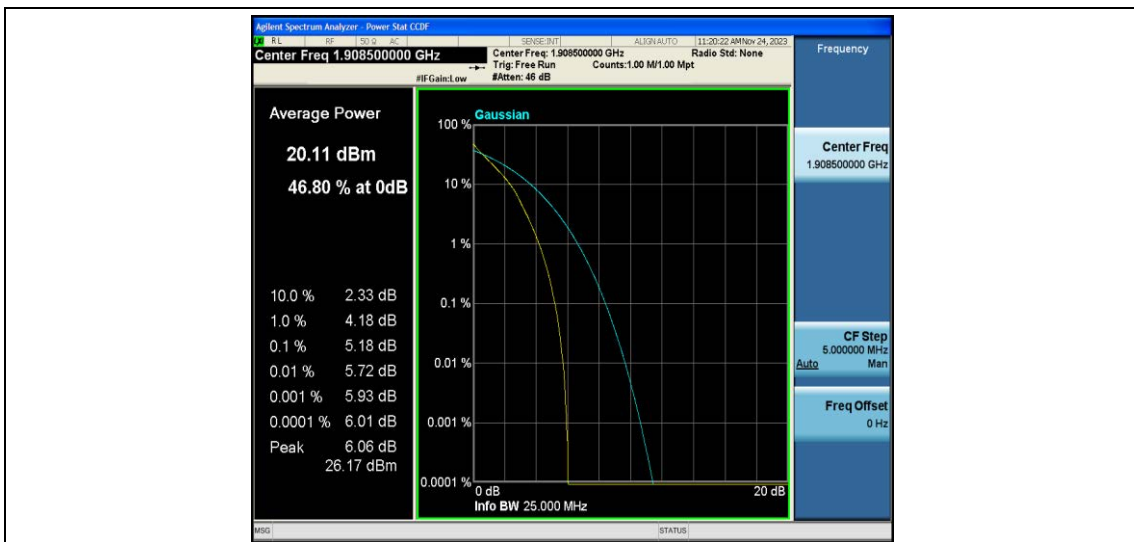 Agilent Spectrum Analyzer - Power Stat CCDF
RL RF 50 Ω AC SENSE:INT ALIGN AUTO 11:20:22 AM Nov 24, 2023
Center Freq 1.908500000 GHz
Center Freq: 1.908500000 GHz Radio Std: None
Trig: Free Run Counts:1.00 M/1.00 Mpt
#IFGain:Low #Atten: 46 dB
Frequency
Average Power
20.11 dBm
46.80 % at 0dB
10.0 % 2.33 dB
1.0 % 4.18 dB
0.1 % 5.18 dB
0.01 % 5.72 dB
0.001 % 5.93 dB
0.0001 % 6.01 dB
Peak 6.06 dB
26.17 dBm
Gaussian
100 %
10 %
1 %
0.1 %
0.01 %
0.001 %
0.0001 %
0 dB 20 dB
Info BW 25.000 MHz
Center Freq
1.908500000 GHz
CF Step
5.000000 MHz
Auto Man
Freq Offset
0 Hz
MSG STATUS